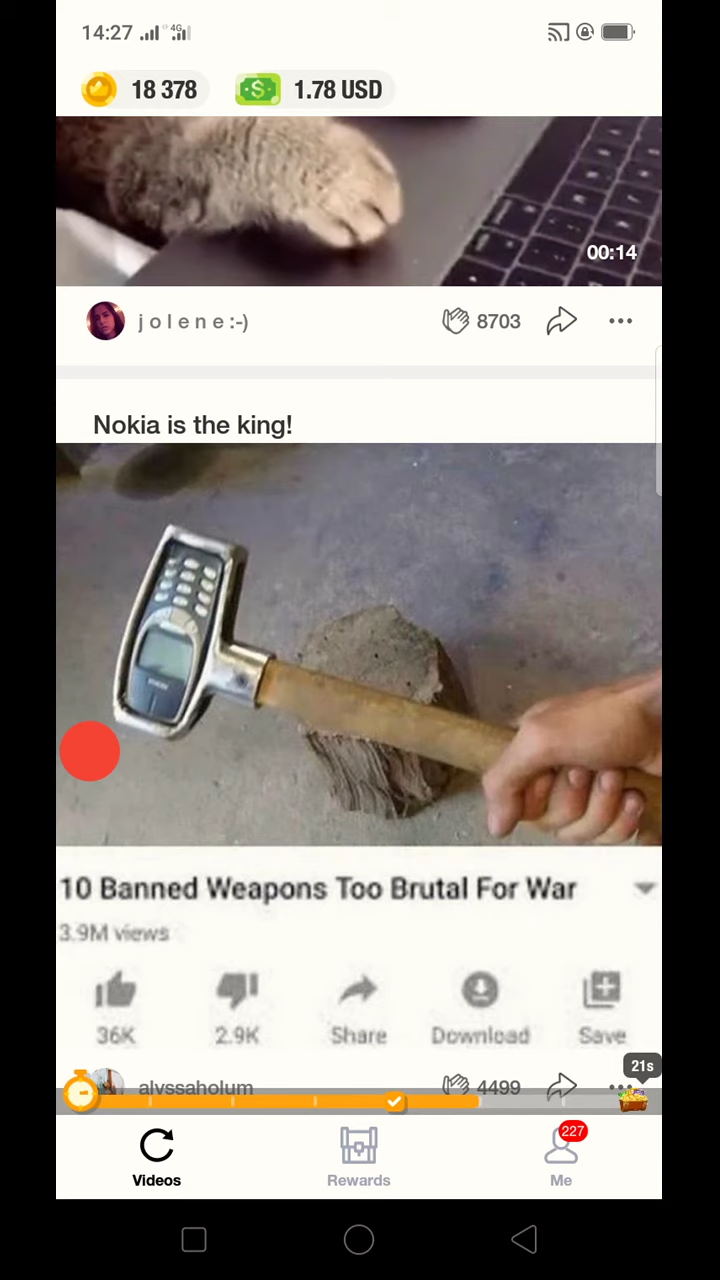 14:27 4G
18 378 1.78 USD
00:14
j o l e n e :-) 8703
Nokia is the king!
10 Banned Weapons Too Brutal For War
3.9M views
36K 2.9K Share Download Save
21s
alyssaholum 4499
227
Videos Rewards Me